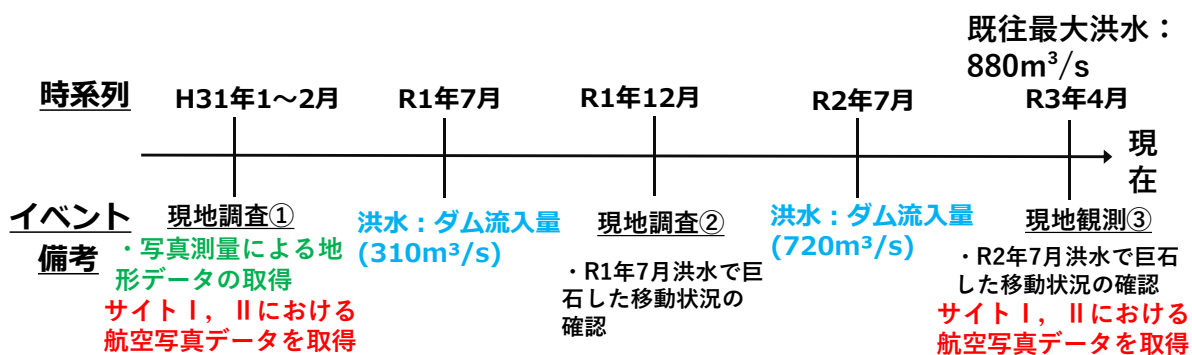 既往最大洪水：
880m³/s
時系列
H31年1～2月
R1年7月
R1年12月
R2年7月
R3年4月
現
在
イベント
備考
現地調査①
・写真測量による地
形データの取得
サイトⅠ，Ⅱにおける
航空写真データを取得
洪水：ダム流入量
(310m³/s)
現地調査②
・R1年7月洪水で巨
石した移動状況の
確認
洪水：ダム流入量
(720m³/s)
現地観測③
・R2年7月洪水で巨石
した移動状況の確認
サイトⅠ，Ⅱにおける
航空写真データを取得